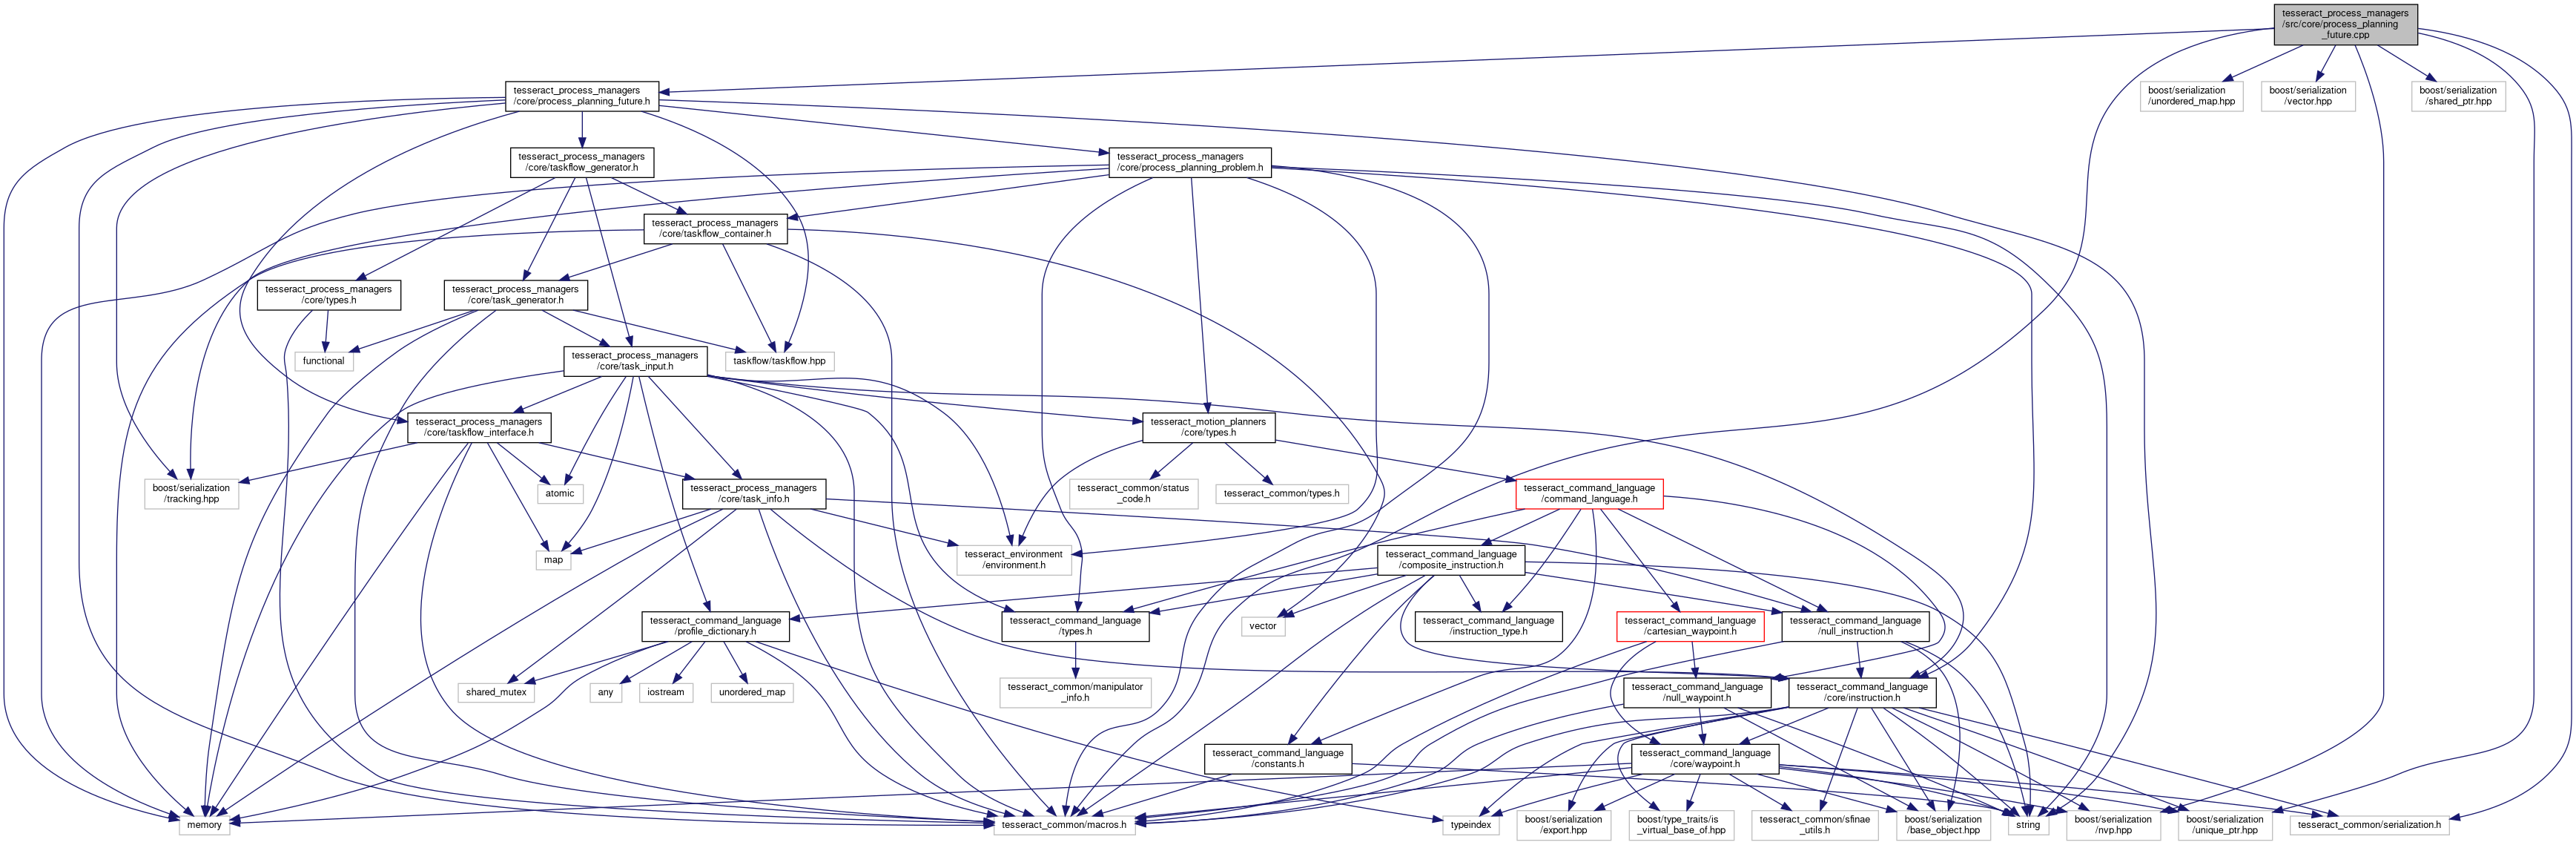 tesseract_process_managers
/src/core/process_planning
_future.cpp
tesseract_process_managers
/core/process_planning_future.h
boost/serialization
/unordered_map.hpp
boost/serialization
/vector.hpp
boost/serialization
/shared_ptr.hpp
tesseract_process_managers
/core/taskflow_generator.h
tesseract_process_managers
/core/process_planning_problem.h
tesseract_process_managers
/core/taskflow_container.h
tesseract_process_managers
/core/types.h
tesseract_process_managers
/core/task_generator.h
functional
tesseract_process_managers
/core/task_input.h
taskflow/taskflow.hpp
tesseract_process_managers
/core/taskflow_interface.h
tesseract_motion_planners
/core/types.h
boost/serialization
/tracking.hpp
atomic
tesseract_process_managers
/core/task_info.h
tesseract_common/status
_code.h
tesseract_common/types.h
tesseract_command_language
/command_language.h
map
tesseract_environment
/environment.h
tesseract_command_language
/composite_instruction.h
tesseract_command_language
/profile_dictionary.h
tesseract_command_language
/types.h
vector
tesseract_command_language
/instruction_type.h
tesseract_command_language
/cartesian_waypoint.h
tesseract_command_language
/null_instruction.h
shared_mutex
any
iostream
unordered_map
tesseract_common/manipulator
_info.h
tesseract_command_language
/null_waypoint.h
tesseract_command_language
/core/instruction.h
tesseract_command_language
/constants.h
tesseract_command_language
/core/waypoint.h
memory
tesseract_common/macros.h
typeindex
boost/serialization
/export.hpp
boost/type_traits/is
_virtual_base_of.hpp
tesseract_common/sfinae
_utils.h
boost/serialization
/base_object.hpp
string
boost/serialization
/nvp.hpp
boost/serialization
/unique_ptr.hpp
tesseract_common/serialization.h